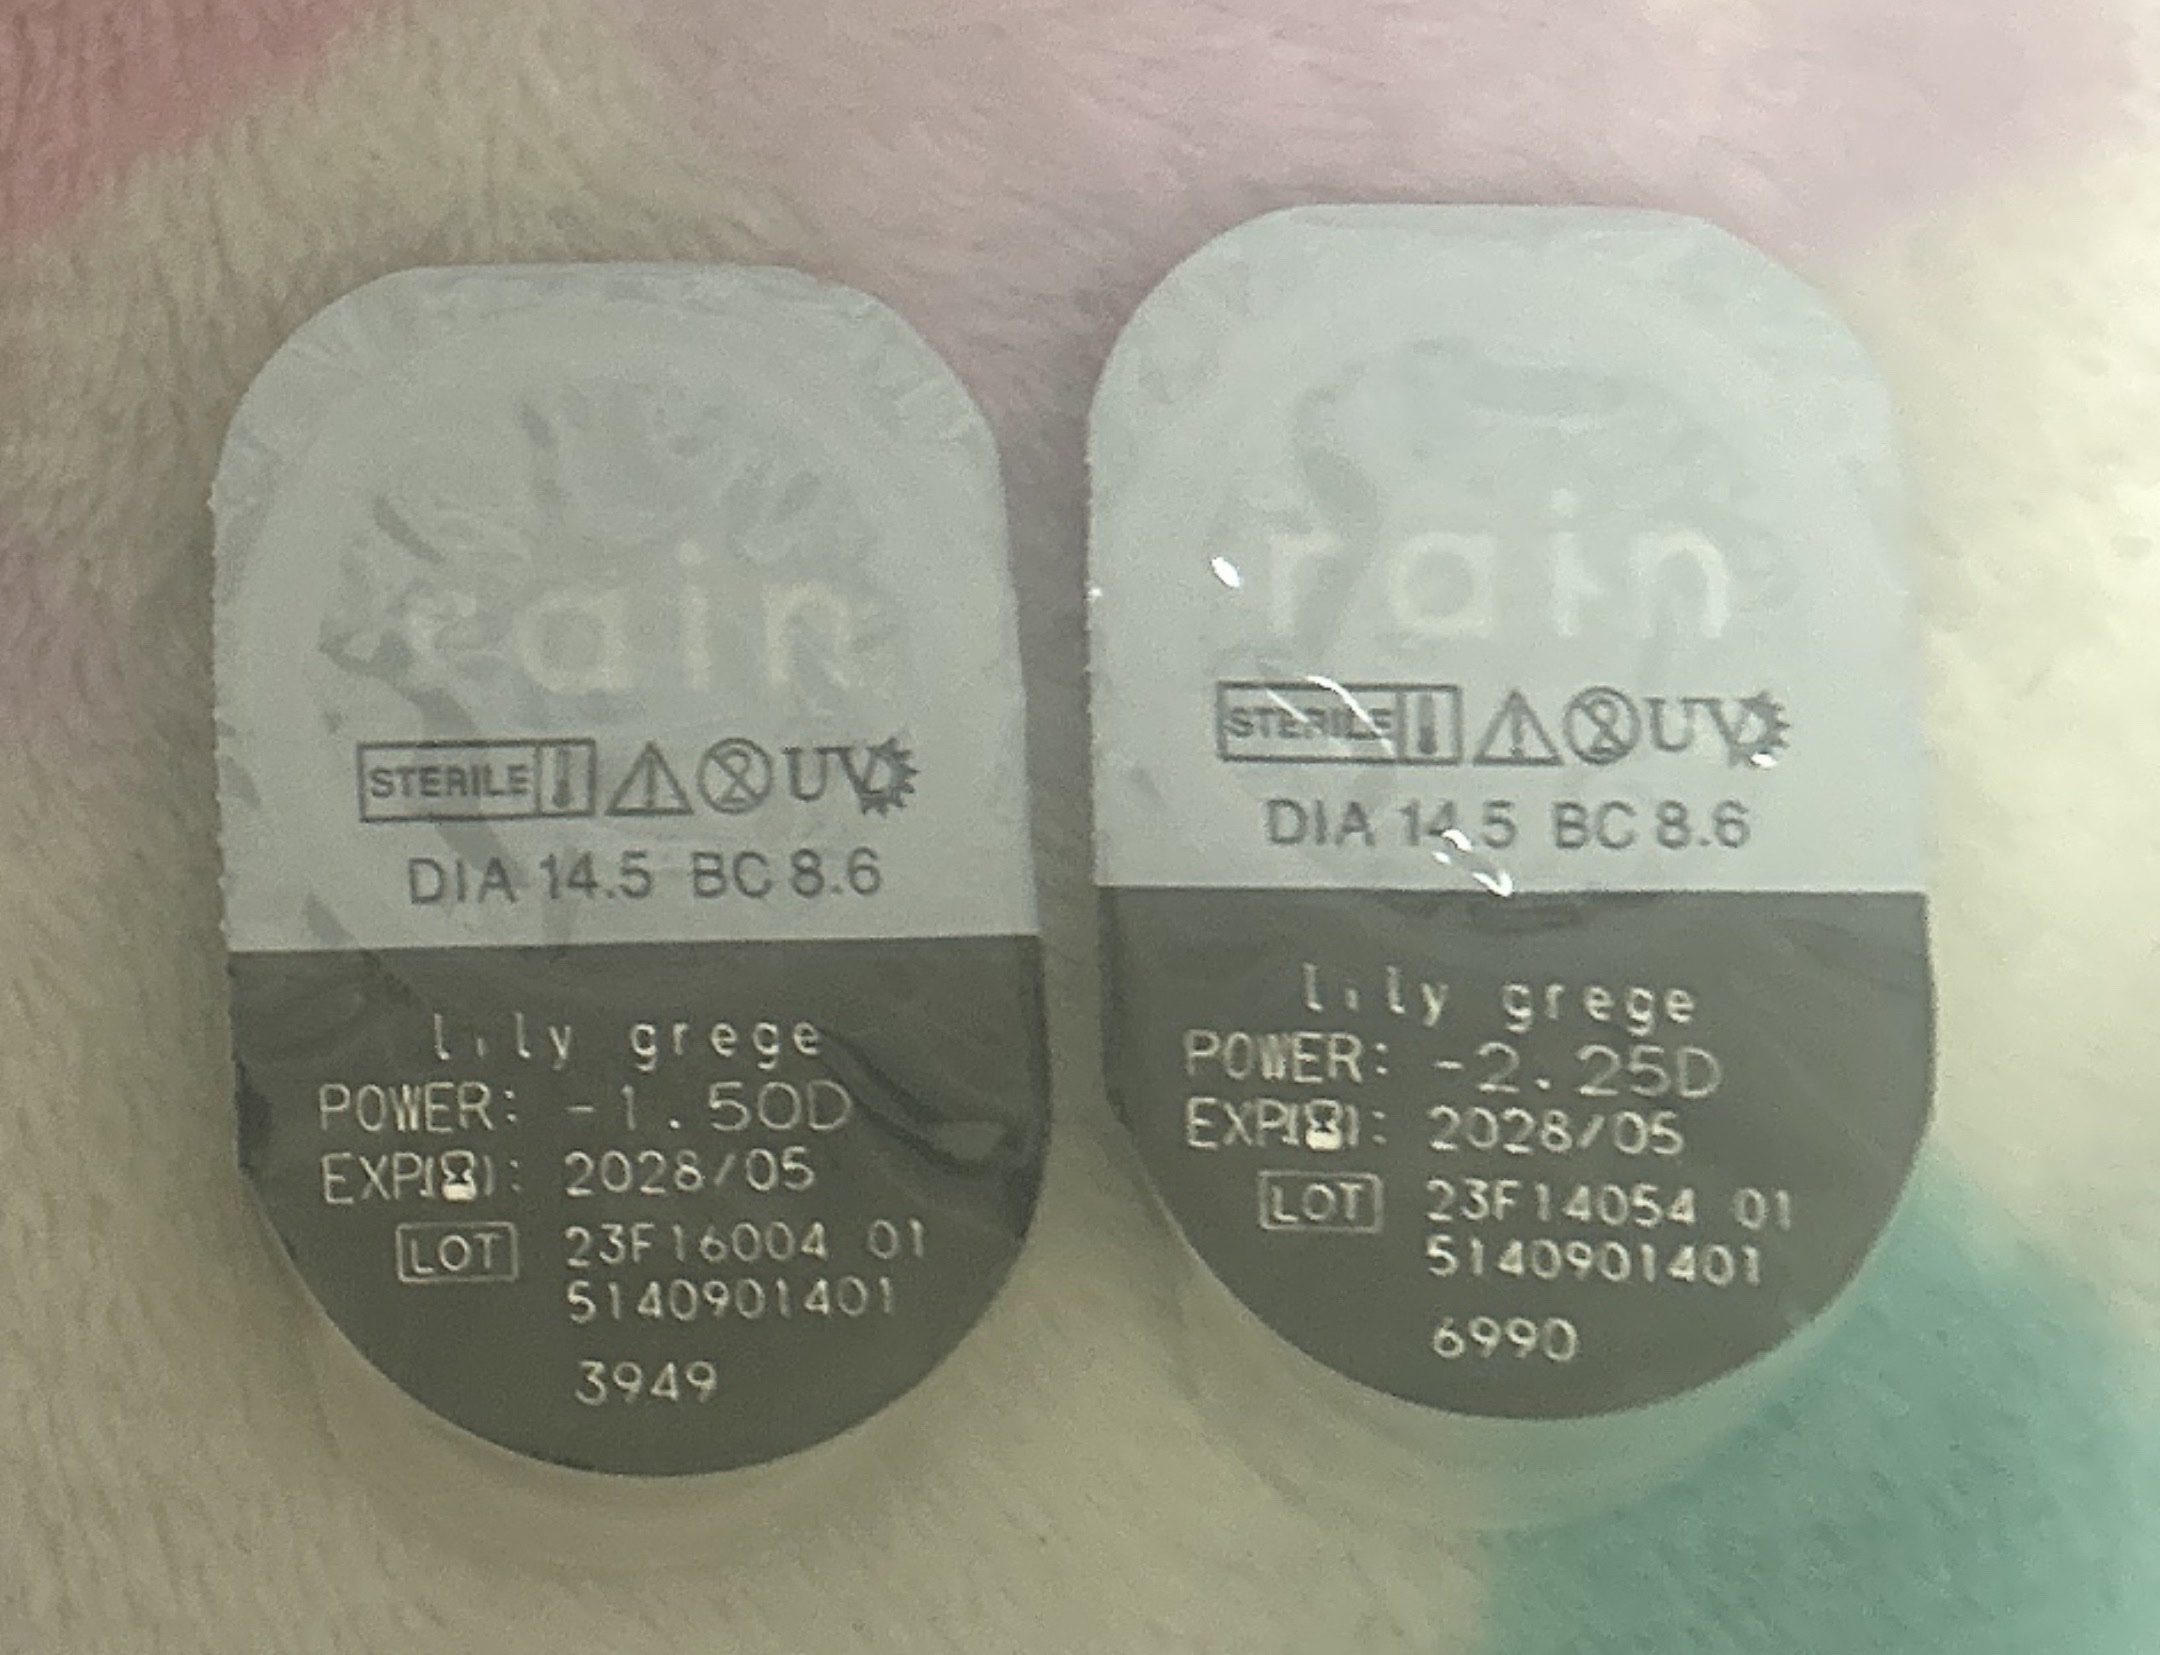 rain
STERILE UV
DIA 14.5 BC 8.6
lily grege
POWER: -1.50D
EXP(): 2028/05
LOT 23F16004 01
5140901401
3949
rain
STERILE UV
DIA 14.5 BC 8.6
lily grege
POWER: -2.25D
EXP(): 2028/05
LOT 23F14054 01
5140901401
6990